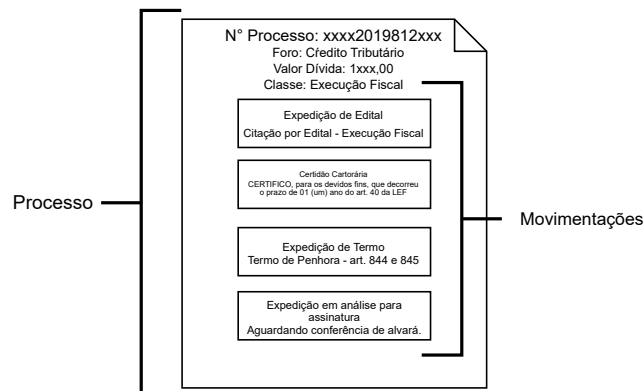 N° Processo: xxxx2019812xxx
Foro: Cŕedito Tributário
Valor Dívida: 1xxx,00
Classe: Execução Fiscal
Expedição de Edital
Citação por Edital - Execução Fiscal
Certidão Cartorária
CERTIFICO, para os devidos fins, que decorreu
o prazo de 01 (um) ano do art. 40 da LEF
Processo
Movimentações
Expedição de Termo
Termo de Penhora - art. 844 e 845
Expedição em análise para
assinatura
Aguardando conferência de alvará.